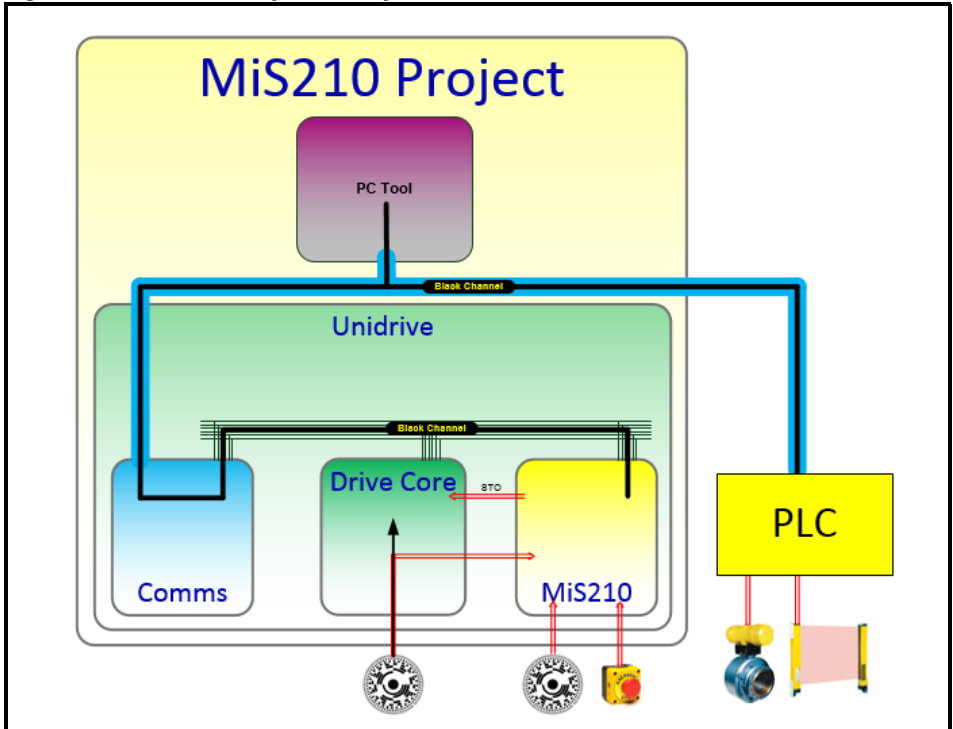 MiS210 Project
PC Tool
Black Channel
Unidrive
Black Channel
Drive Core
STO
Comms
MiS210
PLC